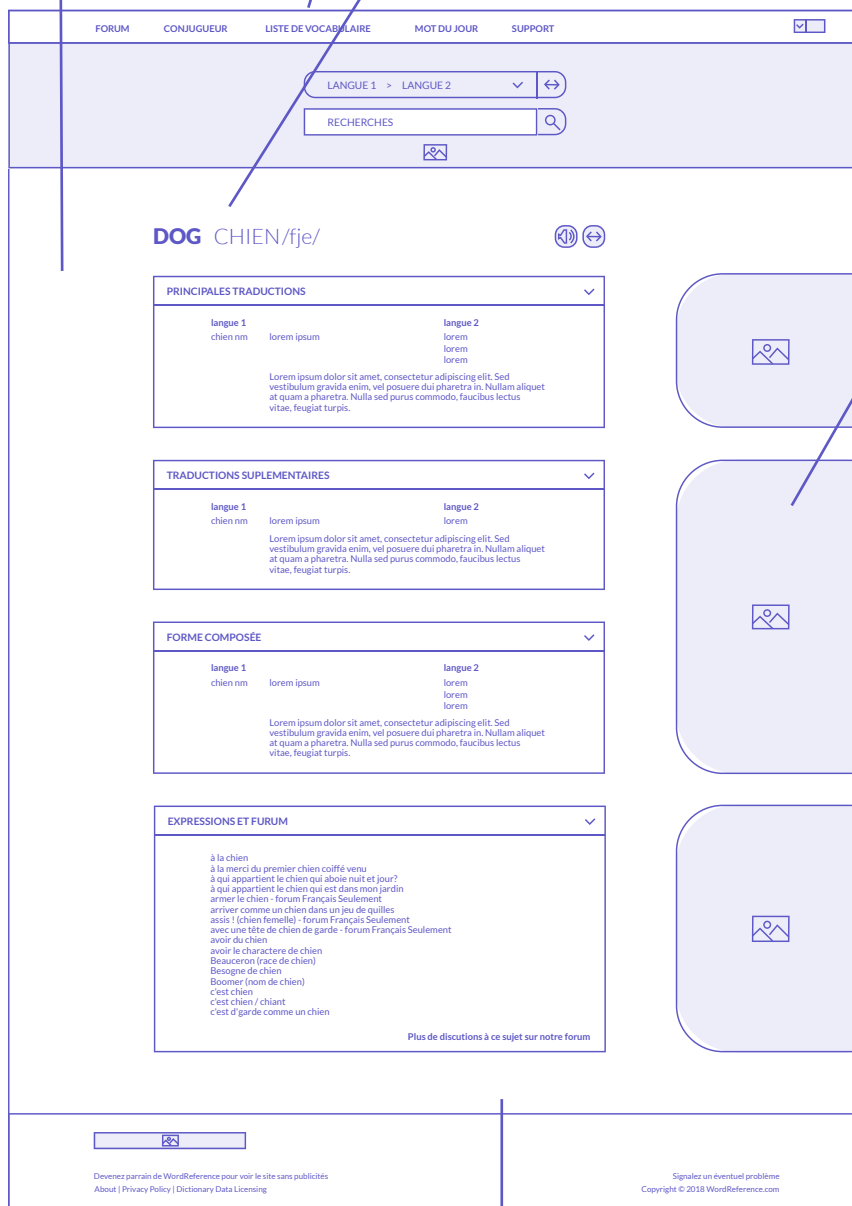 FORUM CONJUGUEUR LISTE DE VOCABULAIRE MOT DU JOUR SUPPORT
LANGUE 1 > LANGUE 2
RECHERCHES
DOG CHIEN/fje/
PRINCIPALES TRADUCTIONS
langue 1 langue 2
chien nm lorem ipsum lorem
lorem
lorem
Lorem ipsum dolor sit amet, consectetur adipiscing elit. Sed
vestibulum gravida enim, vel posuere dui pharetra in. Nullam aliquet
at quam a pharetra. Nulla sed purus commodo, faucibus lectus
vitae, feugiat turpis.
TRADUCTIONS SUPLEMENTAIRES
langue 1 langue 2
chien nm lorem ipsum lorem
Lorem ipsum dolor sit amet, consectetur adipiscing elit. Sed
vestibulum gravida enim, vel posuere dui pharetra in. Nullam aliquet
at quam a pharetra. Nulla sed purus commodo, faucibus lectus
vitae, feugiat turpis.
FORME COMPOSÉE
langue 1 langue 2
chien nm lorem ipsum lorem
lorem
lorem
Lorem ipsum dolor sit amet, consectetur adipiscing elit. Sed
vestibulum gravida enim, vel posuere dui pharetra in. Nullam aliquet
at quam a pharetra. Nulla sed purus commodo, faucibus lectus
vitae, feugiat turpis.
EXPRESSIONS ET FURUM
à la chien
à la merci du premier chien coiffé venu
à qui appartient le chien qui aboie nuit et jour?
à qui appartient le chien qui est dans mon jardin
armer le chien - forum Français Seulement
arriver comme un chien dans un jeu de quilles
assis ! (chien femelle) - forum Français Seulement
avec une tête de chien de garde - forum Français Seulement
avoir du chien
avoir le charactere de chien
Beauceron (race de chien)
Besogne de chien
Boomer (nom de chien)
c'est chien
c'est chien / chiant
c'est d'garde comme un chien
Plus de discutions à ce sujet sur notre forum
Devenez parrain de WordReference pour voir le site sans publicités
About | Privacy Policy | Dictionary Data Licensing
Signalez un éventuel problème
Copyright © 2018 WordReference.com